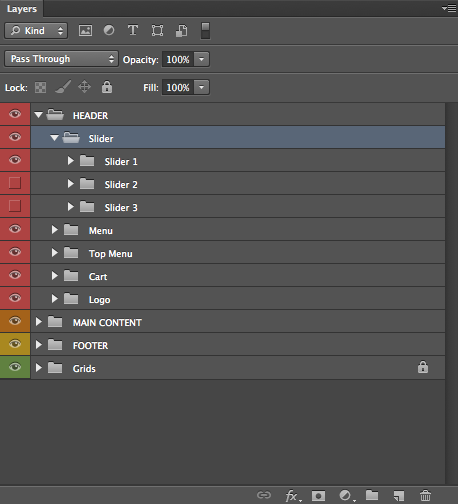 Layers
Kind
T
Pass Through Opacity: 100%
Lock: Fill: 100%
HEADER
Slider
Slider 1
Slider 2
Slider 3
Menu
Top Menu
Cart
Logo
MAIN CONTENT
FOOTER
Grids
fx